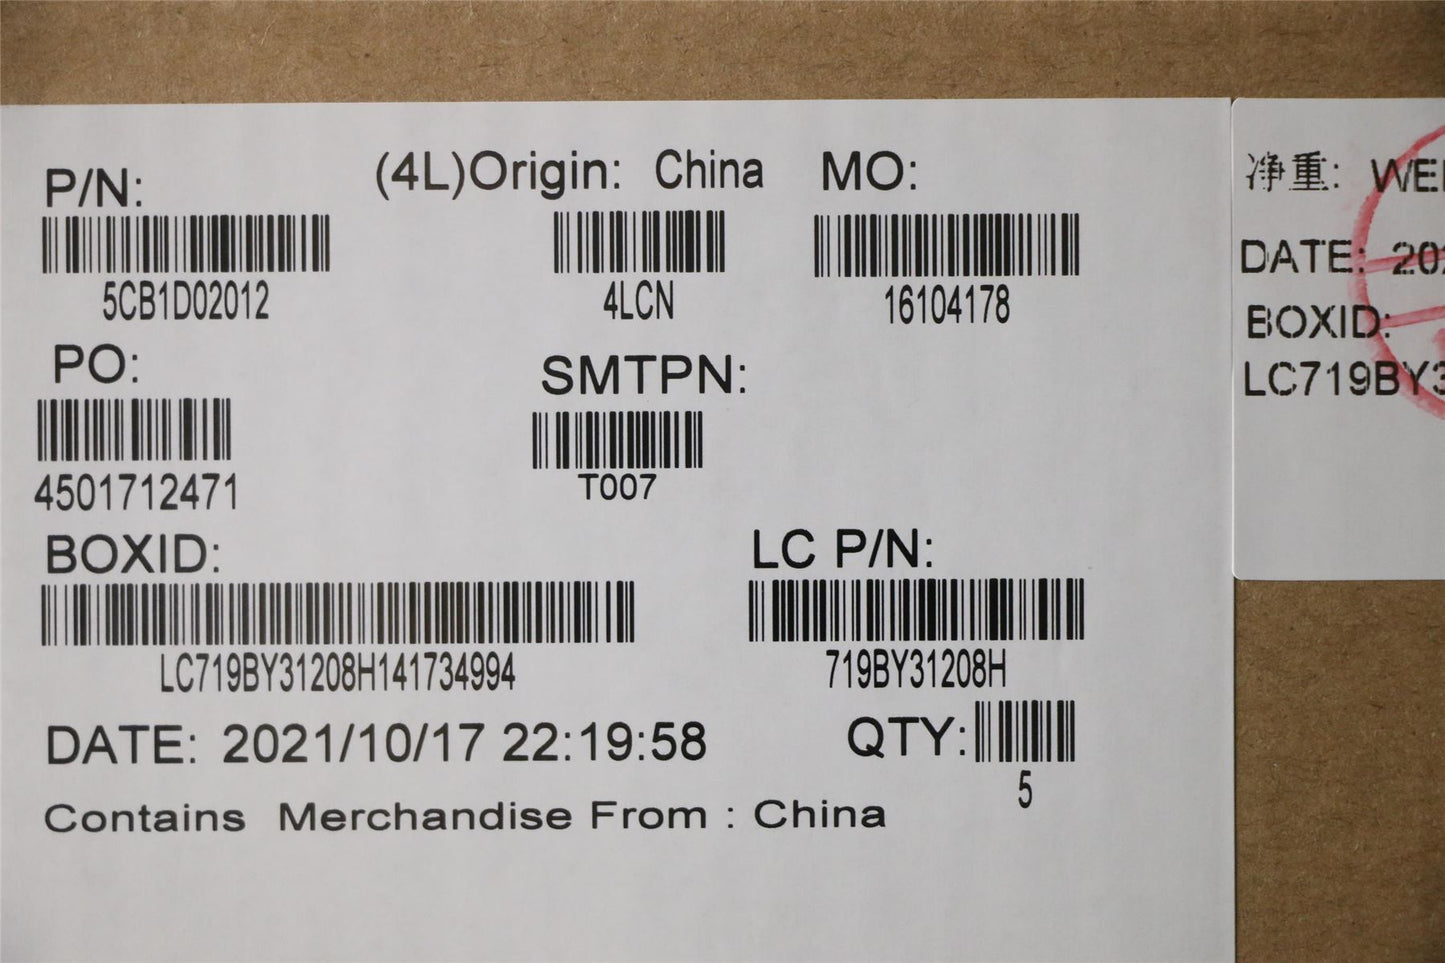 P/N:
(4L)Origin: China
MO:
5CB1D02012
4LCN
16104178
PO:
SMTPN:
4501712471
T007
BOXID:
LC P/N:
LC719BY31208H141734994
719BY31208H
DATE: 2021/10/17 22:19:58
QTY:
5
Contains Merchandise From : China
净重:
DATE:
BOXID:
LC719BY3